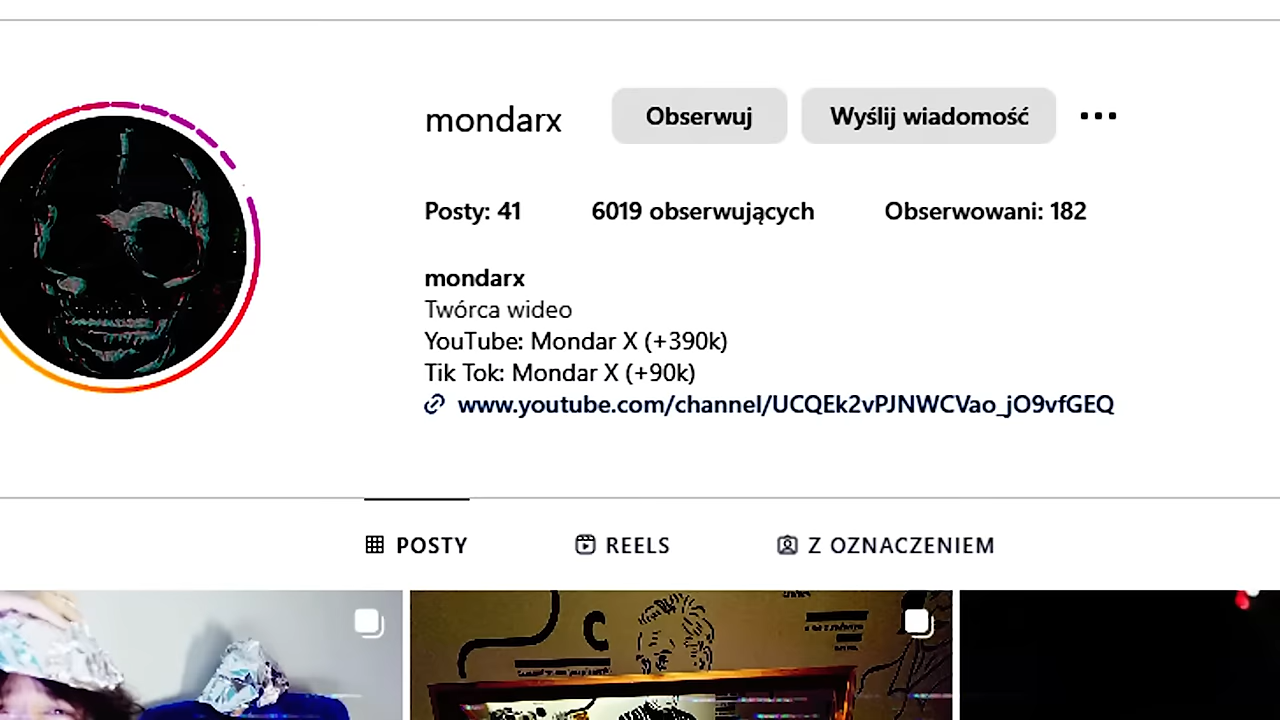 mondarx Obserwuj Wyślij wiadomość
Posty: 41 6019 obserwujących Obserwowani: 182
mondarx
Twórca wideo
YouTube: Mondar X (+390k)
Tik Tok: Mondar X (+90k)
www.youtube.com/channel/UCQEk2vPJNWCVao_jO9vfGEQ
POSTY REELS Z OZNACZENIEM
C